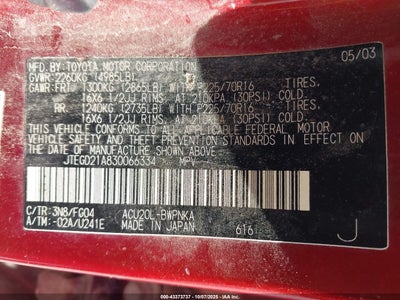 MFD. BY: TOYOTA MOTOR CORPORATION 05/03
GVWR: 2260KG (4985LB)
GAWR:FRT 1300KG (2865LB) WITH P225/70R16 TIRES.
16X6 1/2JJ RIMS, AT 210KPA (30PSI) COLD.
RR 1240KG (2735LB) WITH P225/70R16 TIRES.
16X6 1/2JJ RIMS, AT 210KPA (30PSI) COLD.
THIS VEHICLE CONFORMS TO ALL APPLICABLE FEDERAL MOTOR
VEHICLE SAFETY, BUMPER, AND THEFT PREVENTION STANDARDS IN
EFFECT ON THE DATE OF MANUFACTURE SHOWN ABOVE.
JTEGD21A830066334 MPV
C/TR: 3N8/FG04 ACU20L-BWPNKA
A/TM: -02A/U241E MADE IN JAPAN 616 J
ID: 000-43373737 - 10/07/2025 - IAA, LLC